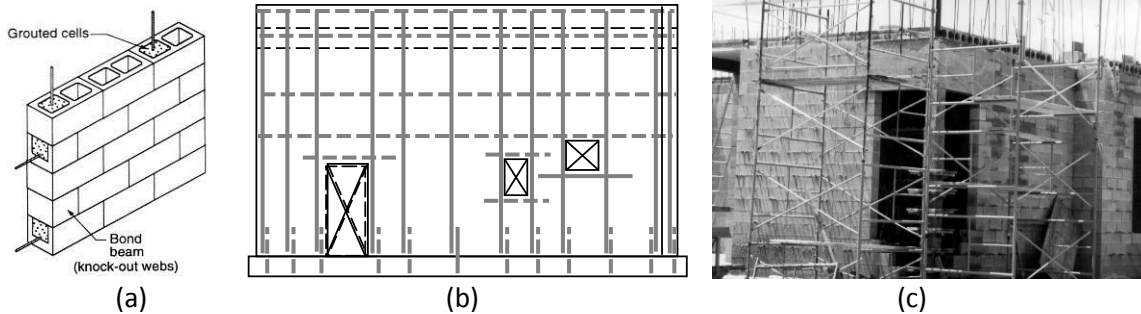 Grouted cells
Bond
beam
(knock-out webs)
(a)
(b)
(c)